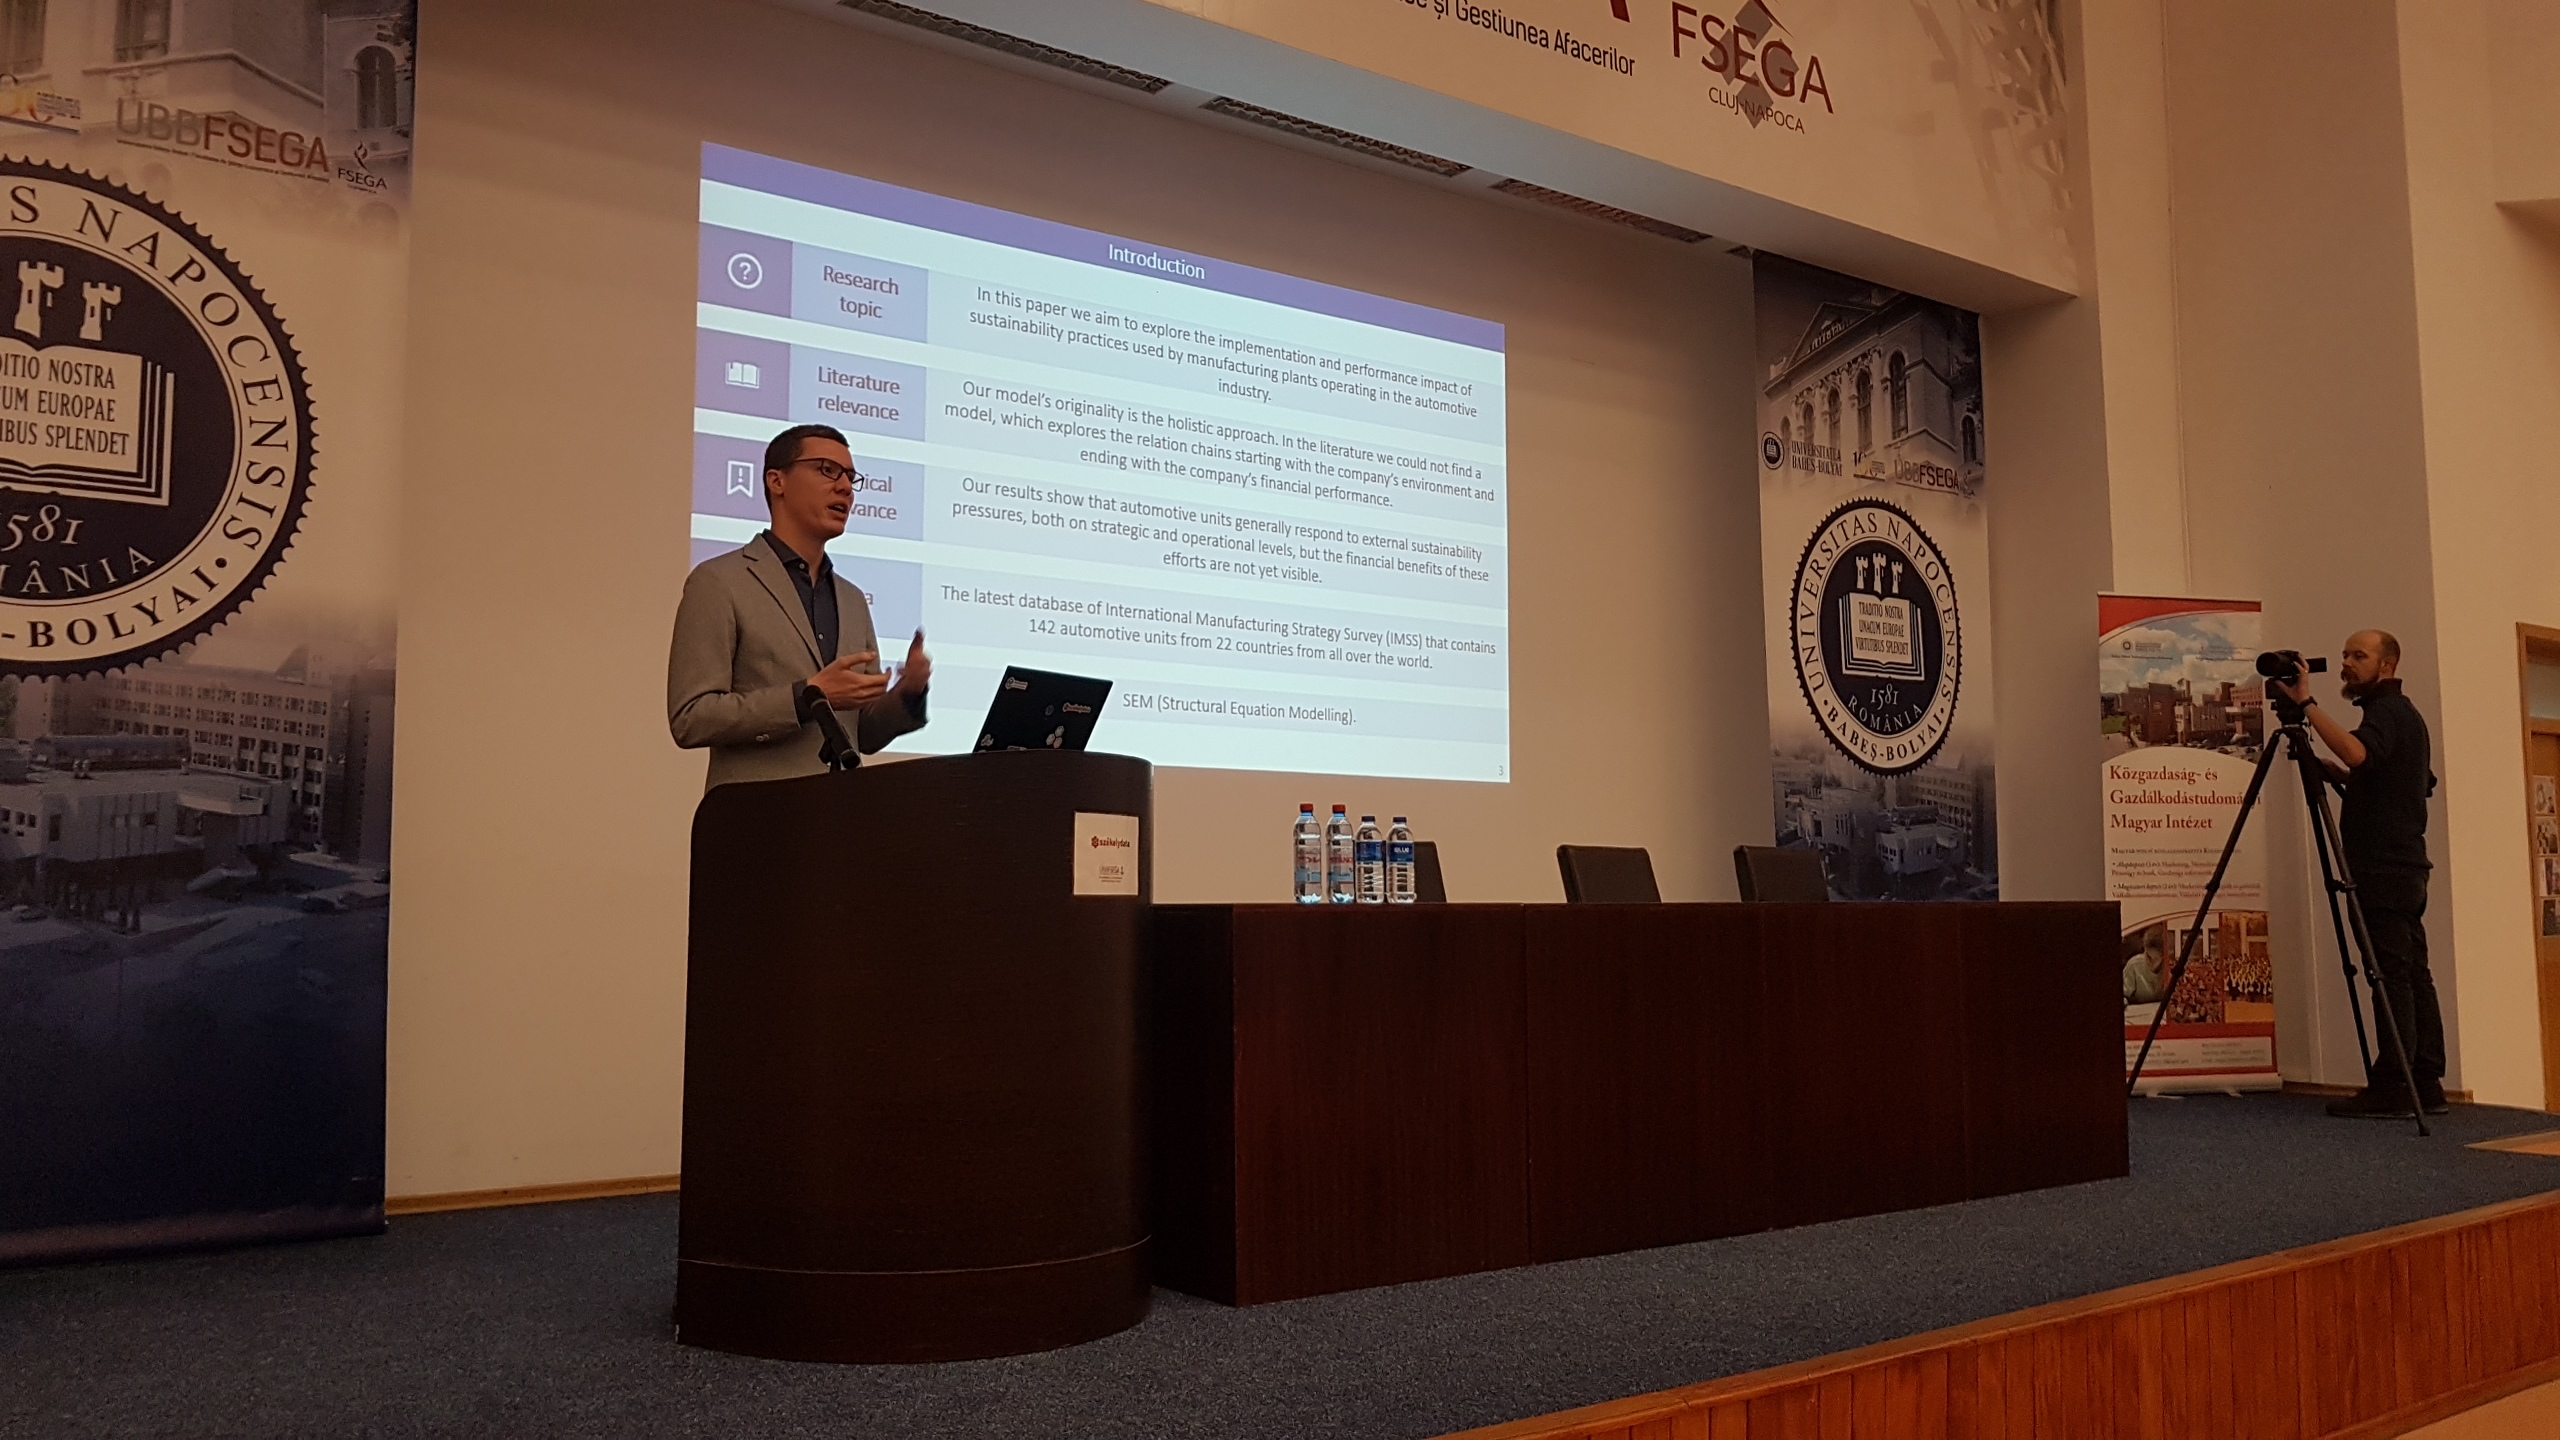 UBBFSEGA
FSEGA
S NAPOCENSIS
DITIO NOSTRA
UM EUROPAE
IBUS SPLENDET
1581
-BOLYAI
și Gestiunea Afacerilor
FSEGA
CLUJ-NAPOCA
Introduction
Research
topic
In this paper we aim to explore the implementation and performance impact of
sustainability practices used by manufacturing plants operating in the automotive
industry.
Literature
relevance
Our model's originality is the holistic approach. In the literature we could not find a
model, which explores the relation chains starting with the company's environment and
ending with the company's financial performance.
ical
vance
Our results show that automotive units generally respond to external sustainability
pressures, both on strategic and operational levels, but the financial benefits of these
efforts are not yet visible.
a
The latest database of International Manufacturing Strategy Survey (IMSS) that contains
142 automotive units from 22 countries from all over the world.
SEM (Structural Equation Modelling).
3
székelydata
UNIVERSITATEA
BABEȘ-BOLYAI
UBBFSEGA
UNIVERSITAS NAPOCENSIS
TRADITIO NOSTRA
UNACUM EUROPAE
VIRTUTIBUS SPLENDET
1581
ROMÂNIA
BABEȘ-BOLYAI
Közgazdaság- és
Gazdálkodástudományi
Magyar Intézet